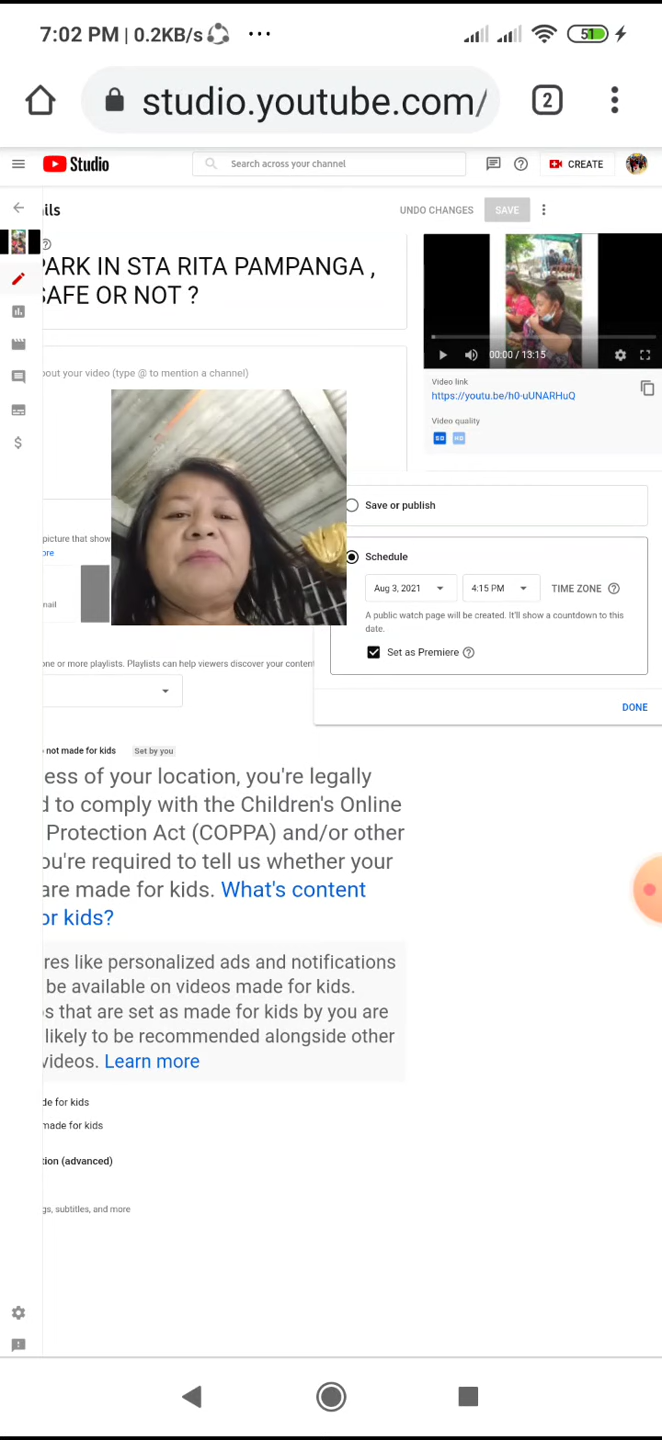 7:02 PM | 0.2KB/s ...
51
studio.youtube.com/
2
Studio
Search across your channel
CREATE
ils
UNDO CHANGES
SAVE
PARK IN STA RITA PAMPANGA ,
SAFE OR NOT ?
00:00 / 13:15
bout your video (type @ to mention a channel)
Video link
https://youtu.be/h0-uUNARHuQ
Video quality
SD HD
Save or publish
picture that show
ore
Schedule
Aug 3, 2021
4:15 PM
TIME ZONE
mail
A public watch page will be created. It'll show a countdown to this
date.
Set as Premiere
one or more playlists. Playlists can help viewers discover your content
DONE
not made for kids
Set by you
ess of your location, you're legally
d to comply with the Children's Online
Protection Act (COPPA) and/or other
ou're required to tell us whether your
are made for kids. What's content
or kids?
res like personalized ads and notifications
be available on videos made for kids.
s that are set as made for kids by you are
likely to be recommended alongside other
videos. Learn more
de for kids
made for kids
tion (advanced)
gs, subtitles, and more